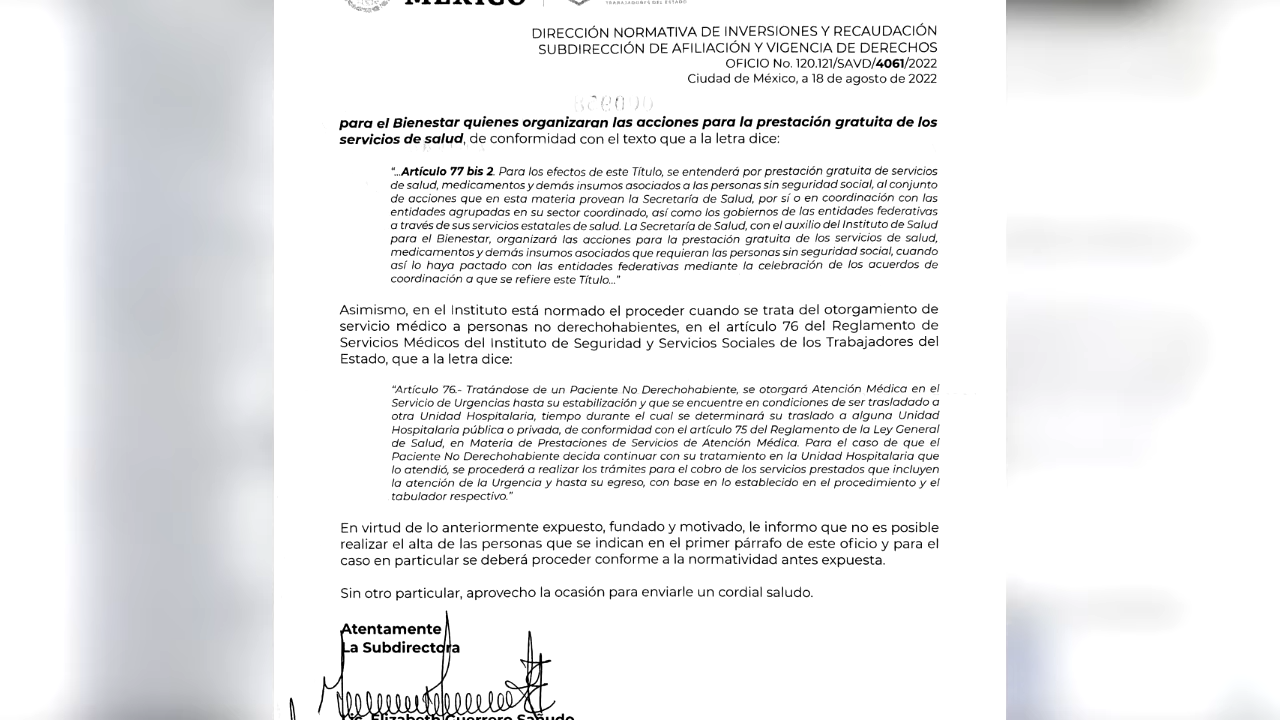 MÉXICO
TRABAJADORES DEL ESTADO
DIRECCIÓN NORMATIVA DE INVERSIONES Y RECAUDACIÓN
SUBDIRECCIÓN DE AFILIACIÓN Y VIGENCIA DE DERECHOS
OFICIO No. 120.121/SAVD/4061/2022
Ciudad de México, a 18 de agosto de 2022
para el Bienestar quienes organizaran las acciones para la prestación gratuita de los
servicios de salud, de conformidad con el texto que a la letra dice:
"...Artículo 77 bis 2. Para los efectos de este Título, se entenderá por prestación gratuita de servicios
de salud, medicamentos y demás insumos asociados a las personas sin seguridad social, al conjunto
de acciones que en esta materia provean la Secretaría de Salud, por sí o en coordinación con las
entidades agrupadas en su sector coordinado, así como los gobiernos de las entidades federativas
a través de sus servicios estatales de salud. La Secretaría de Salud, con el auxilio del Instituto de Salud
para el Bienestar, organizará las acciones para la prestación gratuita de los servicios de salud,
medicamentos y demás insumos asociados que requieran las personas sin seguridad social, cuando
así lo haya pactado con las entidades federativas mediante la celebración de los acuerdos de
coordinación a que se refiere este Título..."
Asimismo, en el Instituto está normado el proceder cuando se trata del otorgamiento de
servicio médico a personas no derechohabientes, en el artículo 76 del Reglamento de
Servicios Médicos del Instituto de Seguridad y Servicios Sociales de los Trabajadores del
Estado, que a la letra dice:
"Artículo 76.- Tratándose de un Paciente No Derechohabiente, se otorgará Atención Médica en el
Servicio de Urgencias hasta su estabilización y que se encuentre en condiciones de ser trasladado a
otra Unidad Hospitalaria, tiempo durante el cual se determinará su traslado a alguna Unidad
Hospitalaria pública o privada, de conformidad con el artículo 75 del Reglamento de la Ley General
de Salud, en Materia de Prestaciones de Servicios de Atención Médica. Para el caso de que el
Paciente No Derechohabiente decida continuar con su tratamiento en la Unidad Hospitalaria que
lo atendió, se procederá a realizar los trámites para el cobro de los servicios prestados que incluyen
la atención de la Urgencia y hasta su egreso, con base en lo establecido en el procedimiento y el
tabulador respectivo."
En virtud de lo anteriormente expuesto, fundado y motivado, le informo que no es posible
realizar el alta de las personas que se indican en el primer párrafo de este oficio y para el
caso en particular se deberá proceder conforme a la normatividad antes expuesta.
Sin otro particular, aprovecho la ocasión para enviarle un cordial saludo.
Atentamente
La Subdirectora
Lic. Elizabeth Guerrero Sañudo